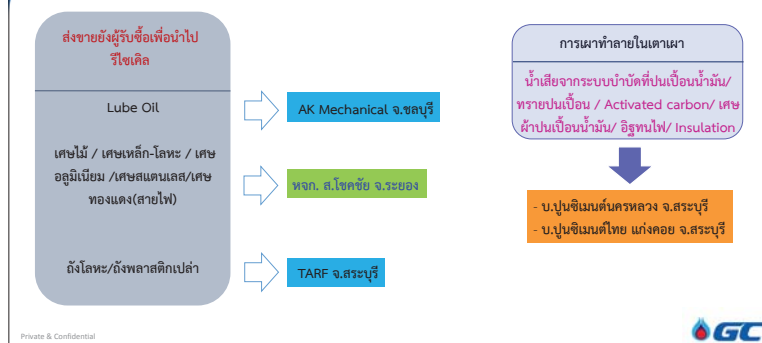 ส่งขายยังผู้รับซื้อเพื่อนำไป
รีไซเคิล
Lube Oil
AK Mechanical จ.ชลบุรี
เศษไม้ / เศษเหล็ก-โลหะ / เศษ
อลูมิเนียม /เศษสแตนเลส/เศษ
ทองแดง(สายไฟ)
หจก. ส.โชคชัย จ.ระยอง
ถังโลหะ/ถังพลาสติกเปล่า
TARF จ.สระบุรี
การเผาทำลายในเตาเผา
น้ำเสียจากระบบบำบัดที่ปนเปื้อนน้ำมัน/
ทรายปนเปื้อน / Activated carbon/ เศษ
ผ้าปนเปื้อนน้ำมัน/ อิฐทนไฟ/ Insulation
- บ.ปูนซิเมนต์นครหลวง จ.สระบุรี
- บ.ปูนซิเมนต์ไทย แก่งคอย จ.สระบุรี
Private & Confidential
GC